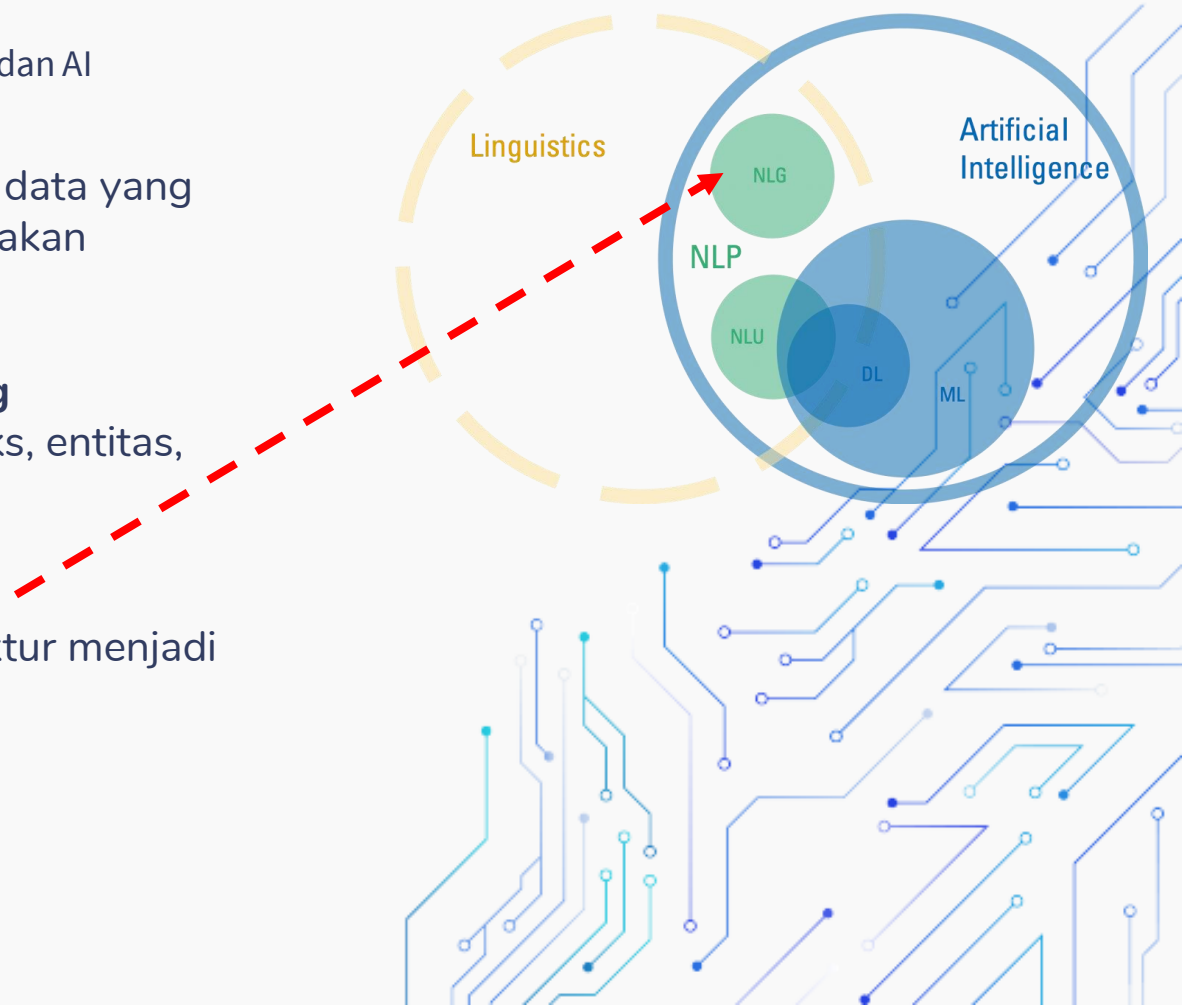 dan AI
data yang
akan
ks, entitas,
tur menjadi
Linguistics
Artificial
Intelligence
NLG
NLP
NLU
DL
ML